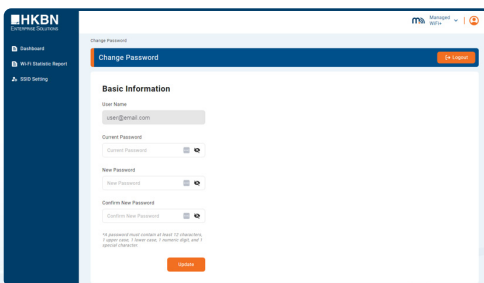 HKBN
ENTERPRISE SOLUTIONS
Managed
WiFi+
Dashboard
Wi-Fi Statistic Report
SSID Setting
Change Password
Change Password
Logout
Basic Information
User Name
user@email.com
Current Password
Current Password
New Password
New Password
Confirm New Password
Confirm New Password
*A password must contain at least 12 characters,
1 upper case, 1 lower case, 1 numeric digit, and 1
special character.
Update